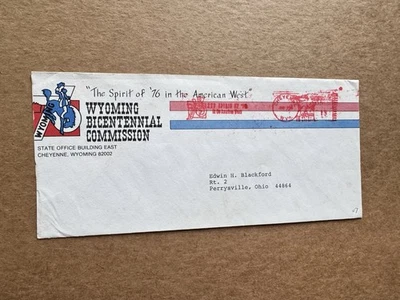 "The Spirit of '76 in the American West"
WYOMING
WYOMING
BICENTENNIAL
COMMISSION
STATE OFFICE BUILDING EAST
CHEYENNE, WYOMING 82002
Edwin H. Blackford
Rt. 2
Perrysville, Ohio 44864